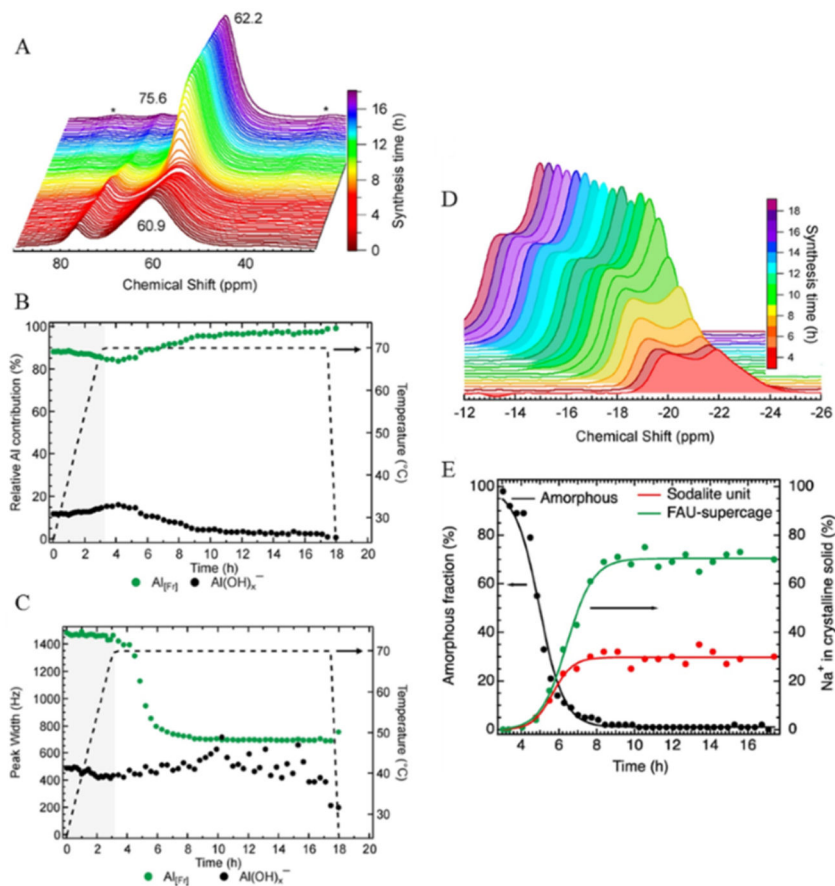 A
62.2
75.6
*
*
60.9
80
60
40
Chemical Shift (ppm)
16
12
8
4
0
Synthesis time (h)
B
100
80
60
40
20
0
Relative Al contribution (%)
70
60
50
40
30
Temperature (°C)
0 2 4 6 8 10 12 14 16 18 20
Time (h)
Al[Fr] Al(OH)x−
C
1400
1200
1000
800
600
400
200
0
Peak Width (Hz)
70
60
50
40
30
Temperature (°C)
0 2 4 6 8 10 12 14 16 18 20
Time (h)
Al[Fr] Al(OH)x−
D
18
16
14
12
10
8
6
4
Synthesis time (h)
-12 -14 -16 -18 -20 -22 -24 -26
Chemical Shift (ppm)
E
Amorphous
Sodalite unit
FAU-supercage
100
80
60
40
20
0
Amorphous fraction (%)
100
80
60
40
20
0
Na+ in crystalline solid (%)
4 6 8 10 12 14 16
Time (h)